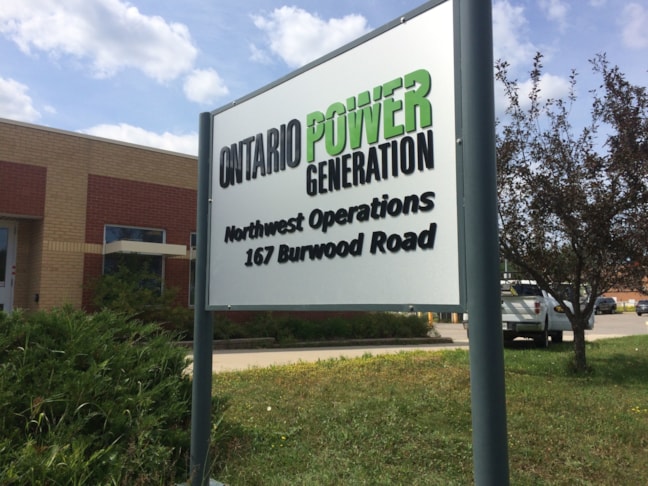 ONTARIO POWER
GENERATION
Northwest Operations
167 Burwood Road